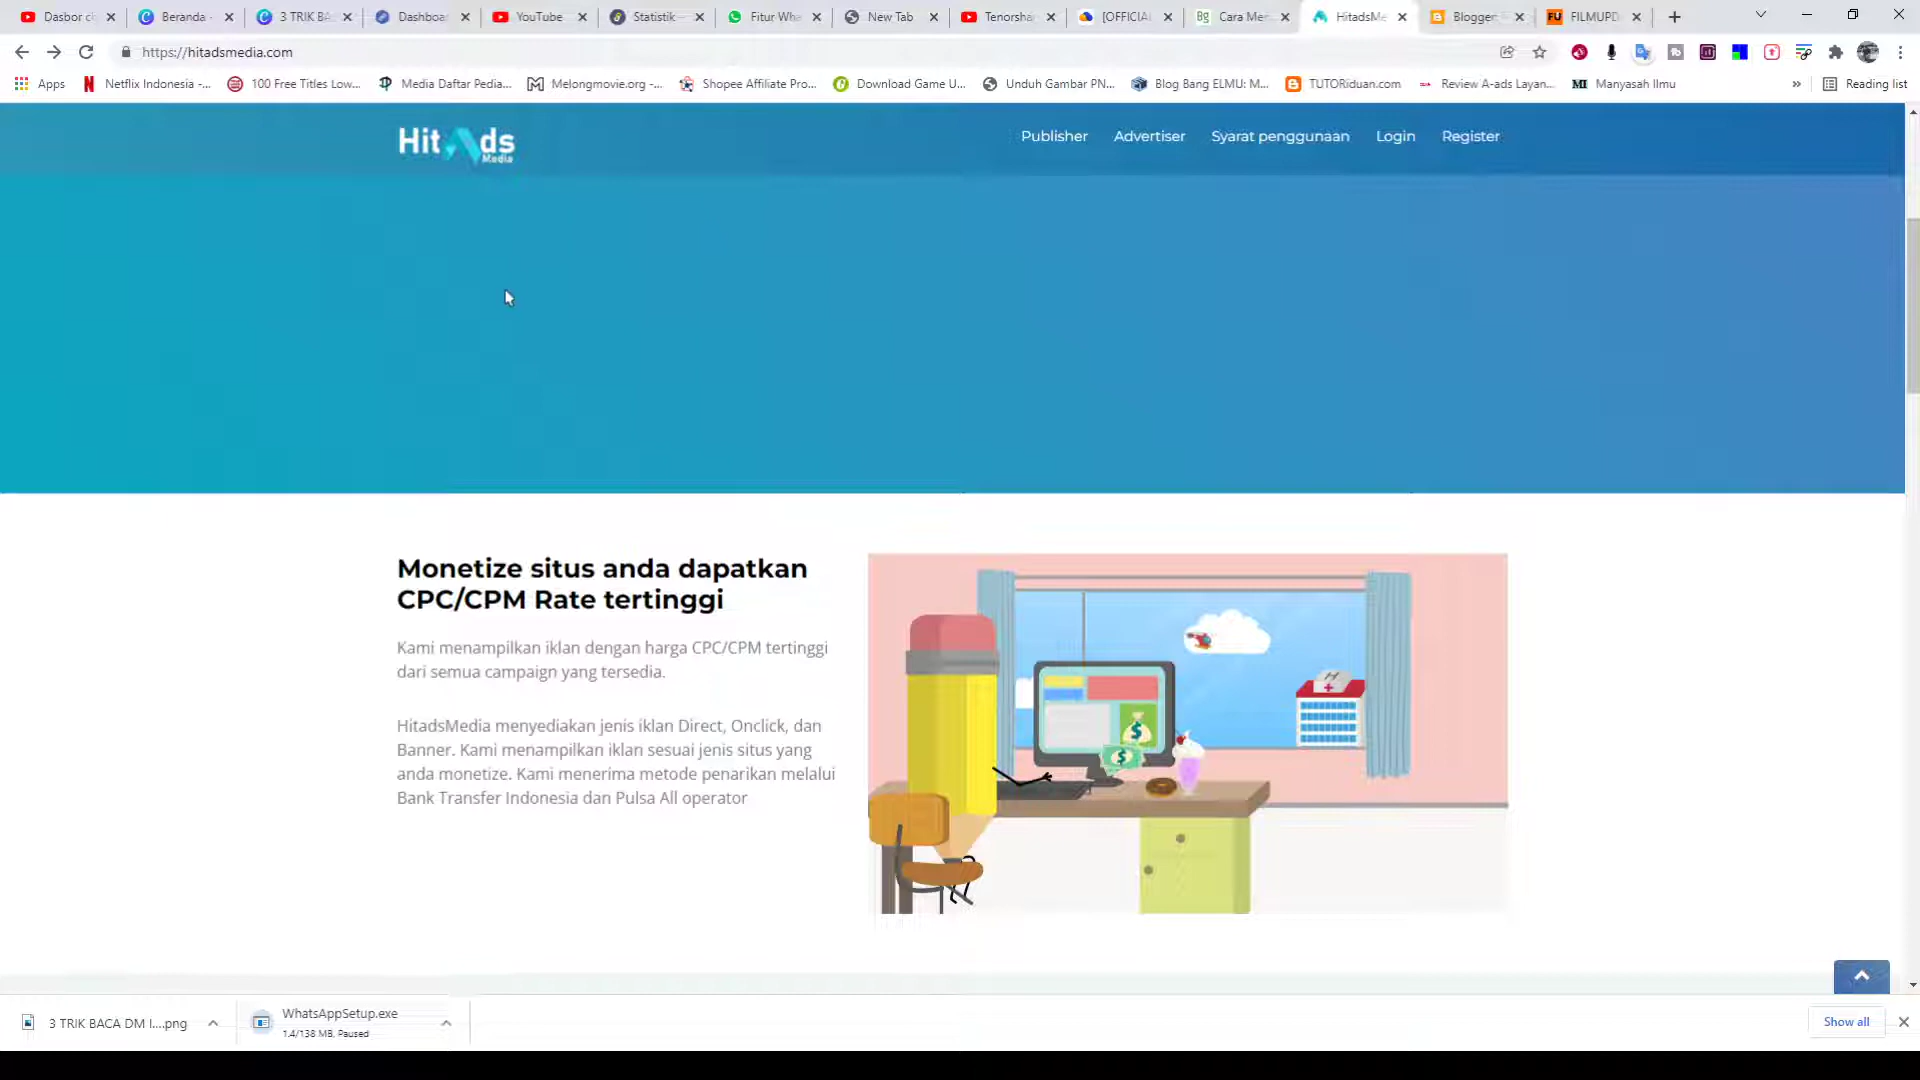 Dasbor cl
Beranda -
3 TRIK BA
Dashboa
YouTube
Statistik —
Fitur Wha
New Tab
Tenorsha
[OFFICIAL
Cara Men
HitadsMe
Blogger:
FILMUPD
https://hitadsmedia.com
Apps
Netflix Indonesia -...
100 Free Titles Low...
Media Daftar Pedia...
Melongmovie.org -...
Shopee Affiliate Pro...
Download Game U...
Unduh Gambar PN...
Blog Bang ELMU: M...
TUTORiduan.com
Review A-ads Layan...
Manyasah Ilmu
»
Reading list
HitAds
Media
Publisher
Advertiser
Syarat penggunaan
Login
Register
Monetize situs anda dapatkan
CPC/CPM Rate tertinggi
Kami menampilkan iklan dengan harga CPC/CPM tertinggi
dari semua campaign yang tersedia.
HitadsMedia menyediakan jenis iklan Direct, Onclick, dan
Banner. Kami menampilkan iklan sesuai jenis situs yang
anda monetize. Kami menerima metode penarikan melalui
Bank Transfer Indonesia dan Pulsa All operator
3 TRIK BACA DM I....png
WhatsAppSetup.exe
1.4/138 MB, Paused
Show all